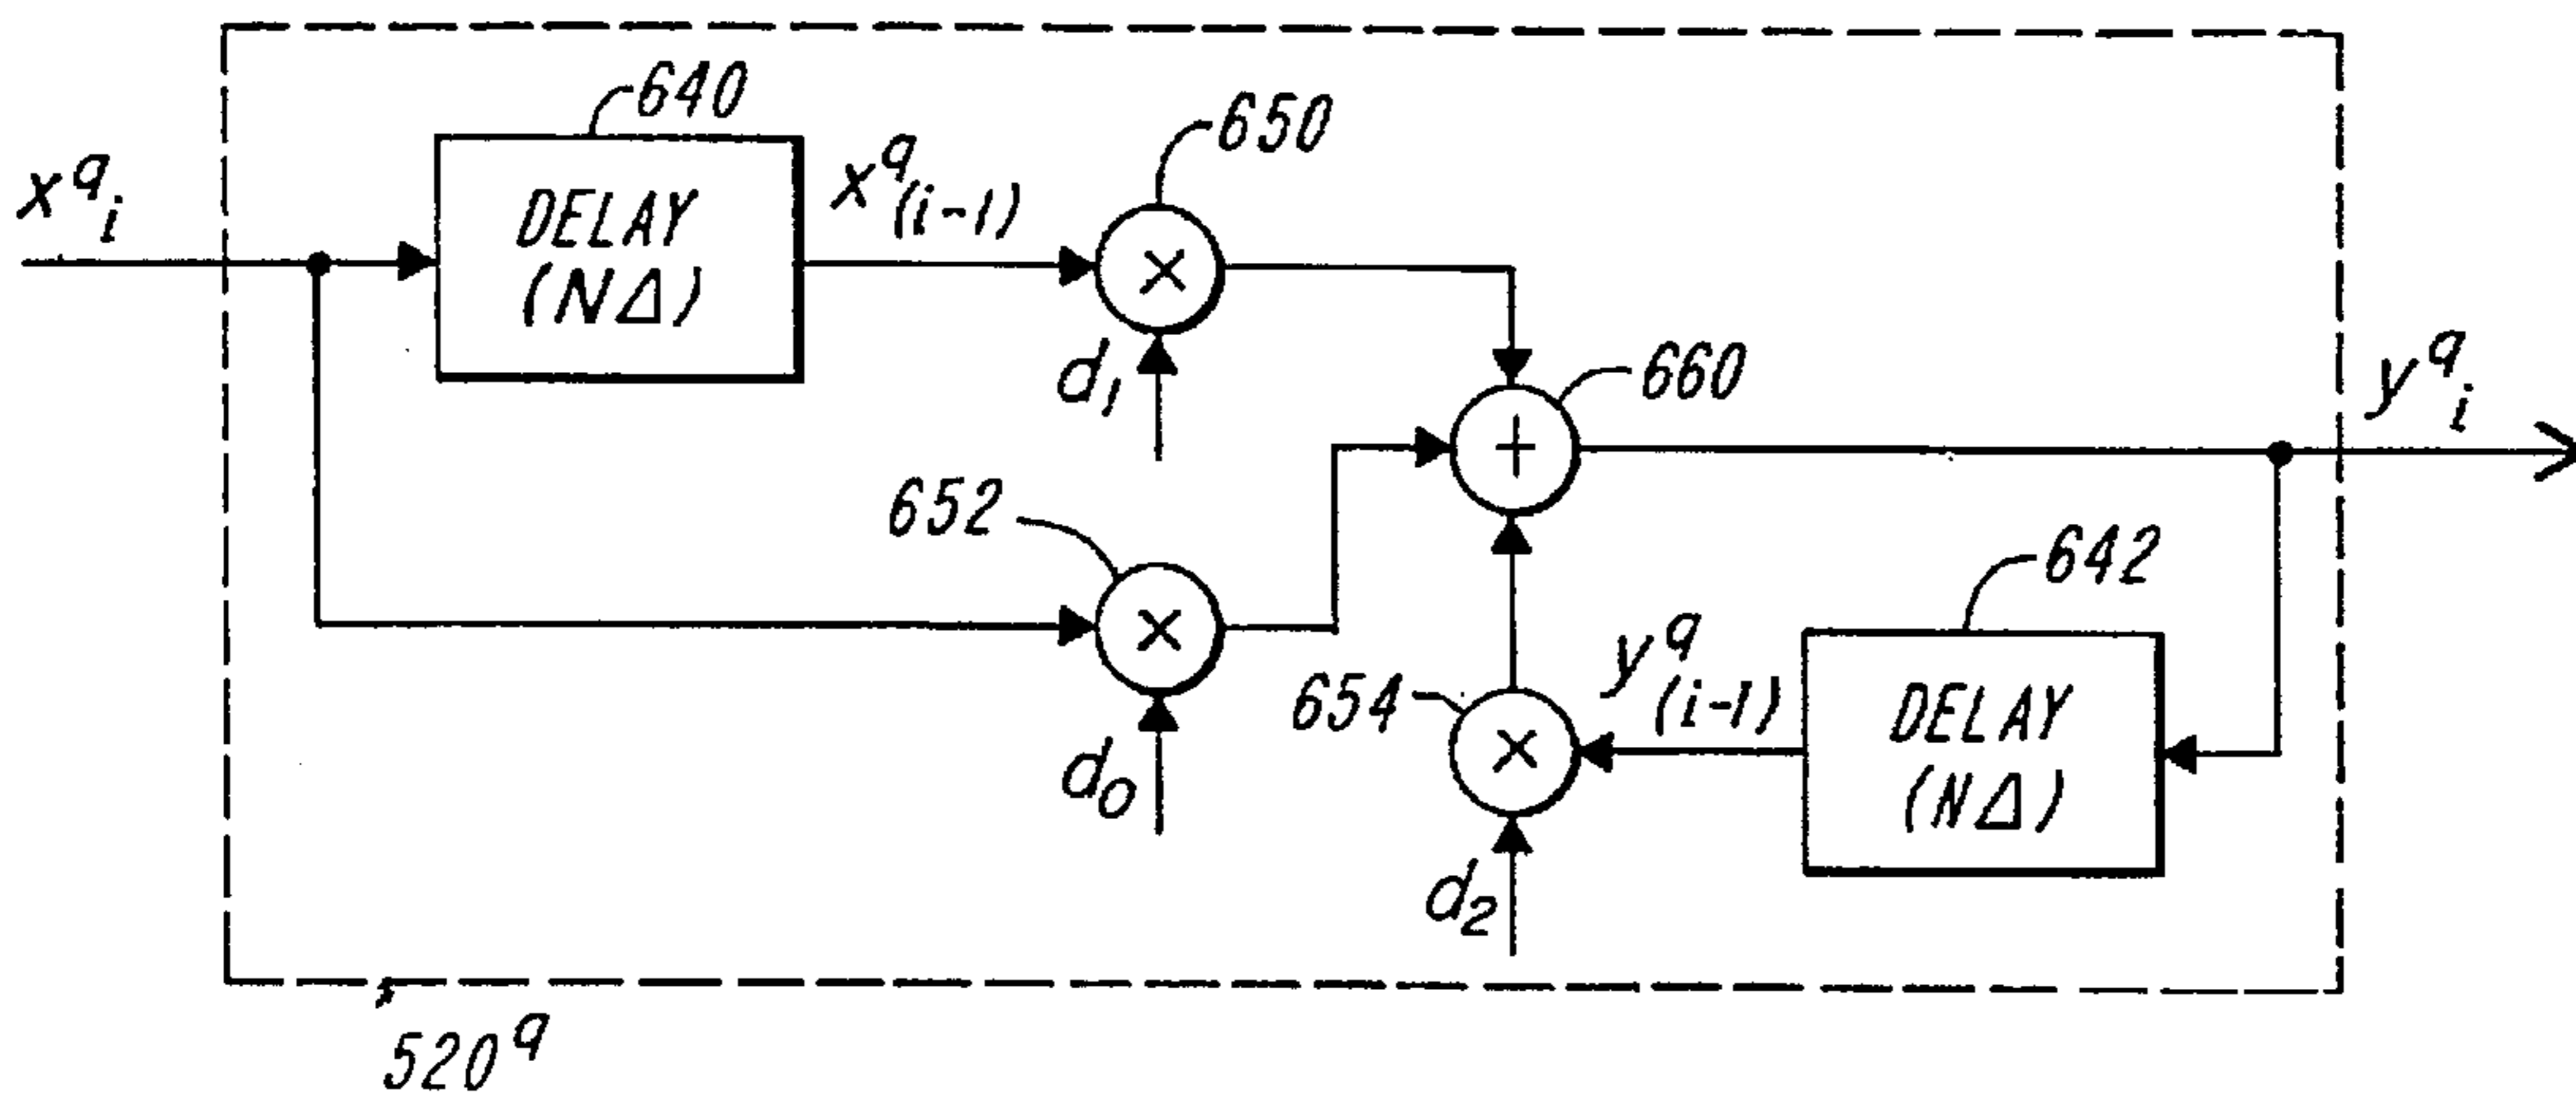 640
650
x^q_i
DELAY
(NΔ)
x^q_(i-1)
×
d_1
660
+
y^q_i
652
×
d_0
642
654
×
y^q_(i-1)
DELAY
(NΔ)
d_2
520^q